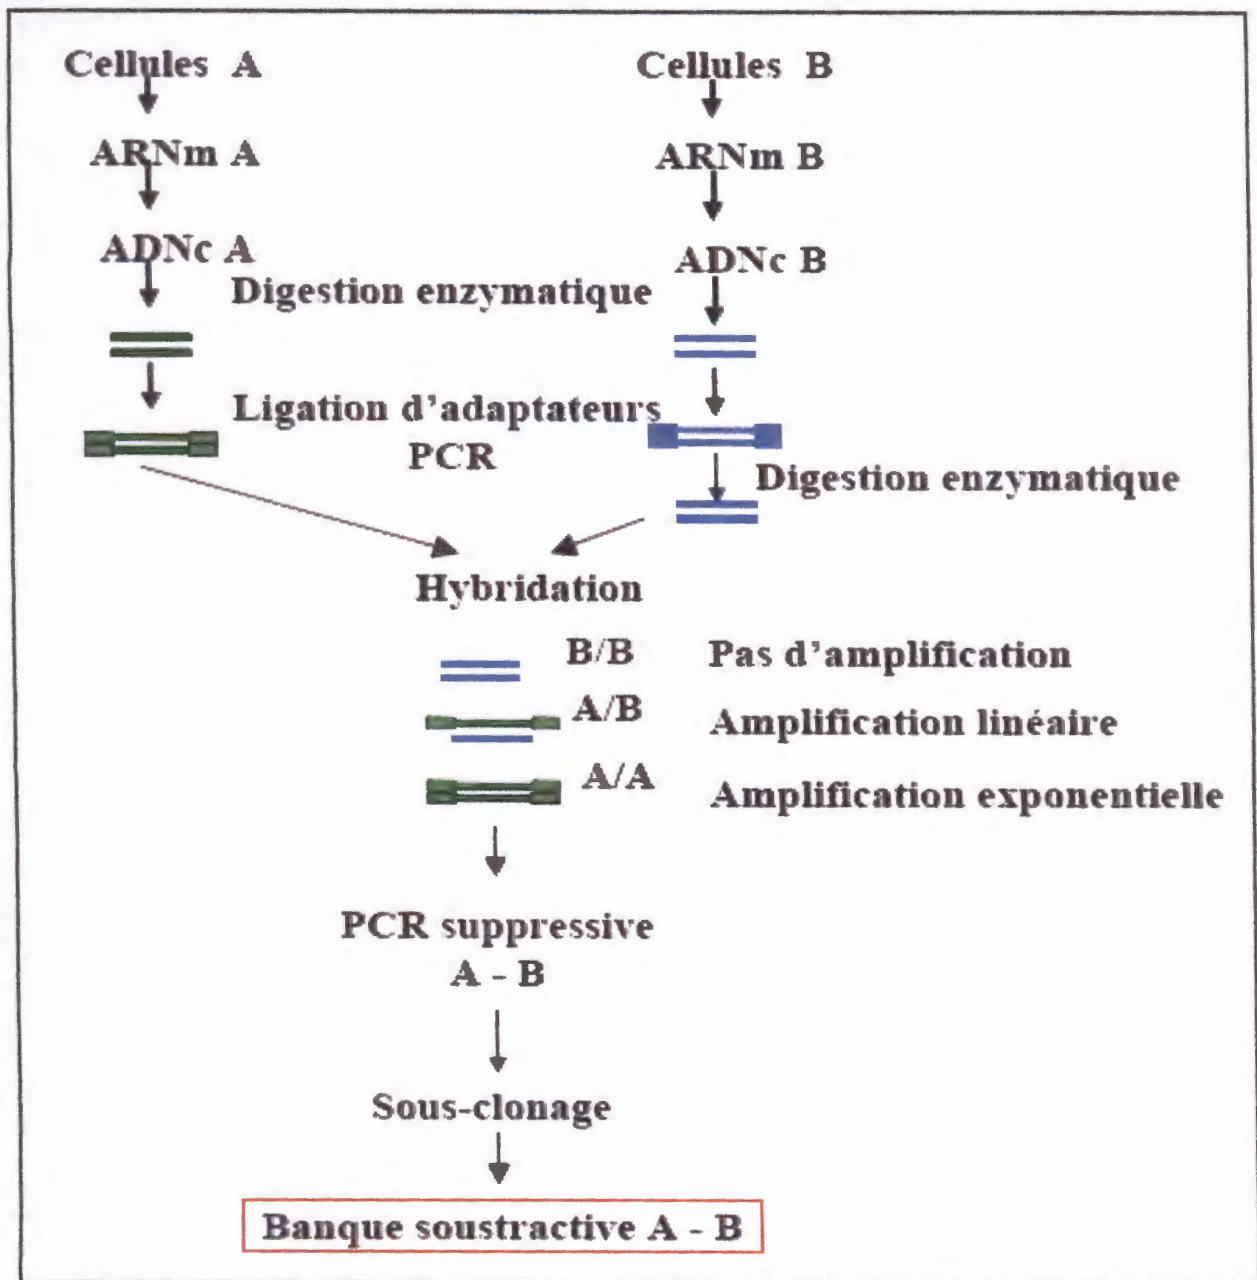 Cellules A
Cellules B
ARNm A
ARNm B
ADNc A
ADNc B
Digestion enzymatique
Ligation d'adaptateurs
PCR
Digestion enzymatique
Hybridation
B/B Pas d'amplification
A/B Amplification linéaire
A/A Amplification exponentielle
PCR suppressive
A - B
Sous-clonage
Banque soustractive A - B